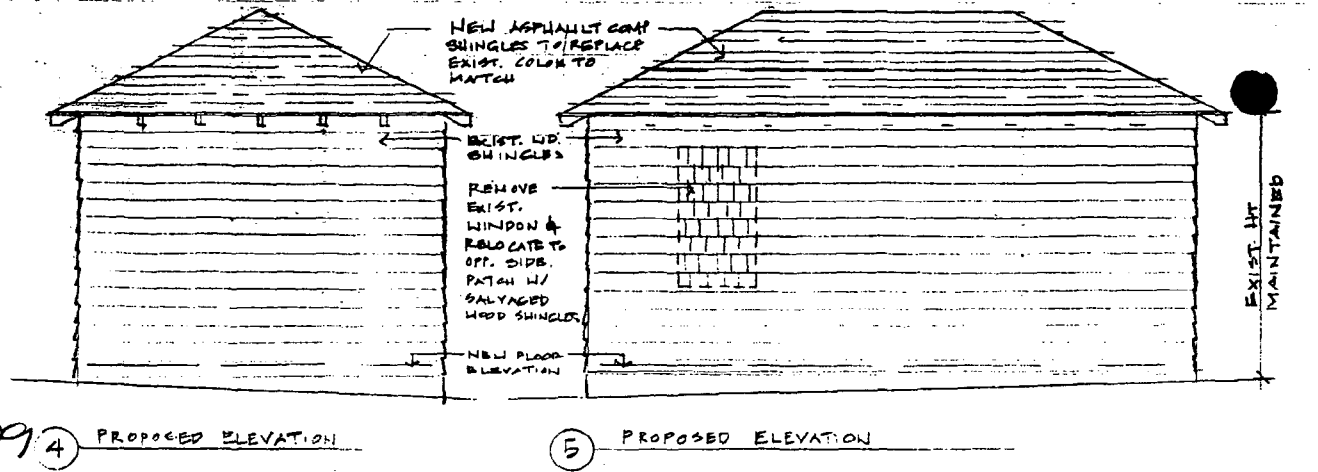 NEW ASPHAULT COMP
SHINGLES TO REPLACE
EXIST. COLOR TO
MATCH
EXIST. WD.
SHINGLES
REMOVE
EXIST.
WINDOW &
RELOCATE TO
OPP. SIDE.
PATCH W/
SALVAGED
WOOD SHINGLES
NEW FLOOR
ELEVATION
EXIST. HT
MAINTAINED
4 PROPOSED ELEVATION
5 PROPOSED ELEVATION